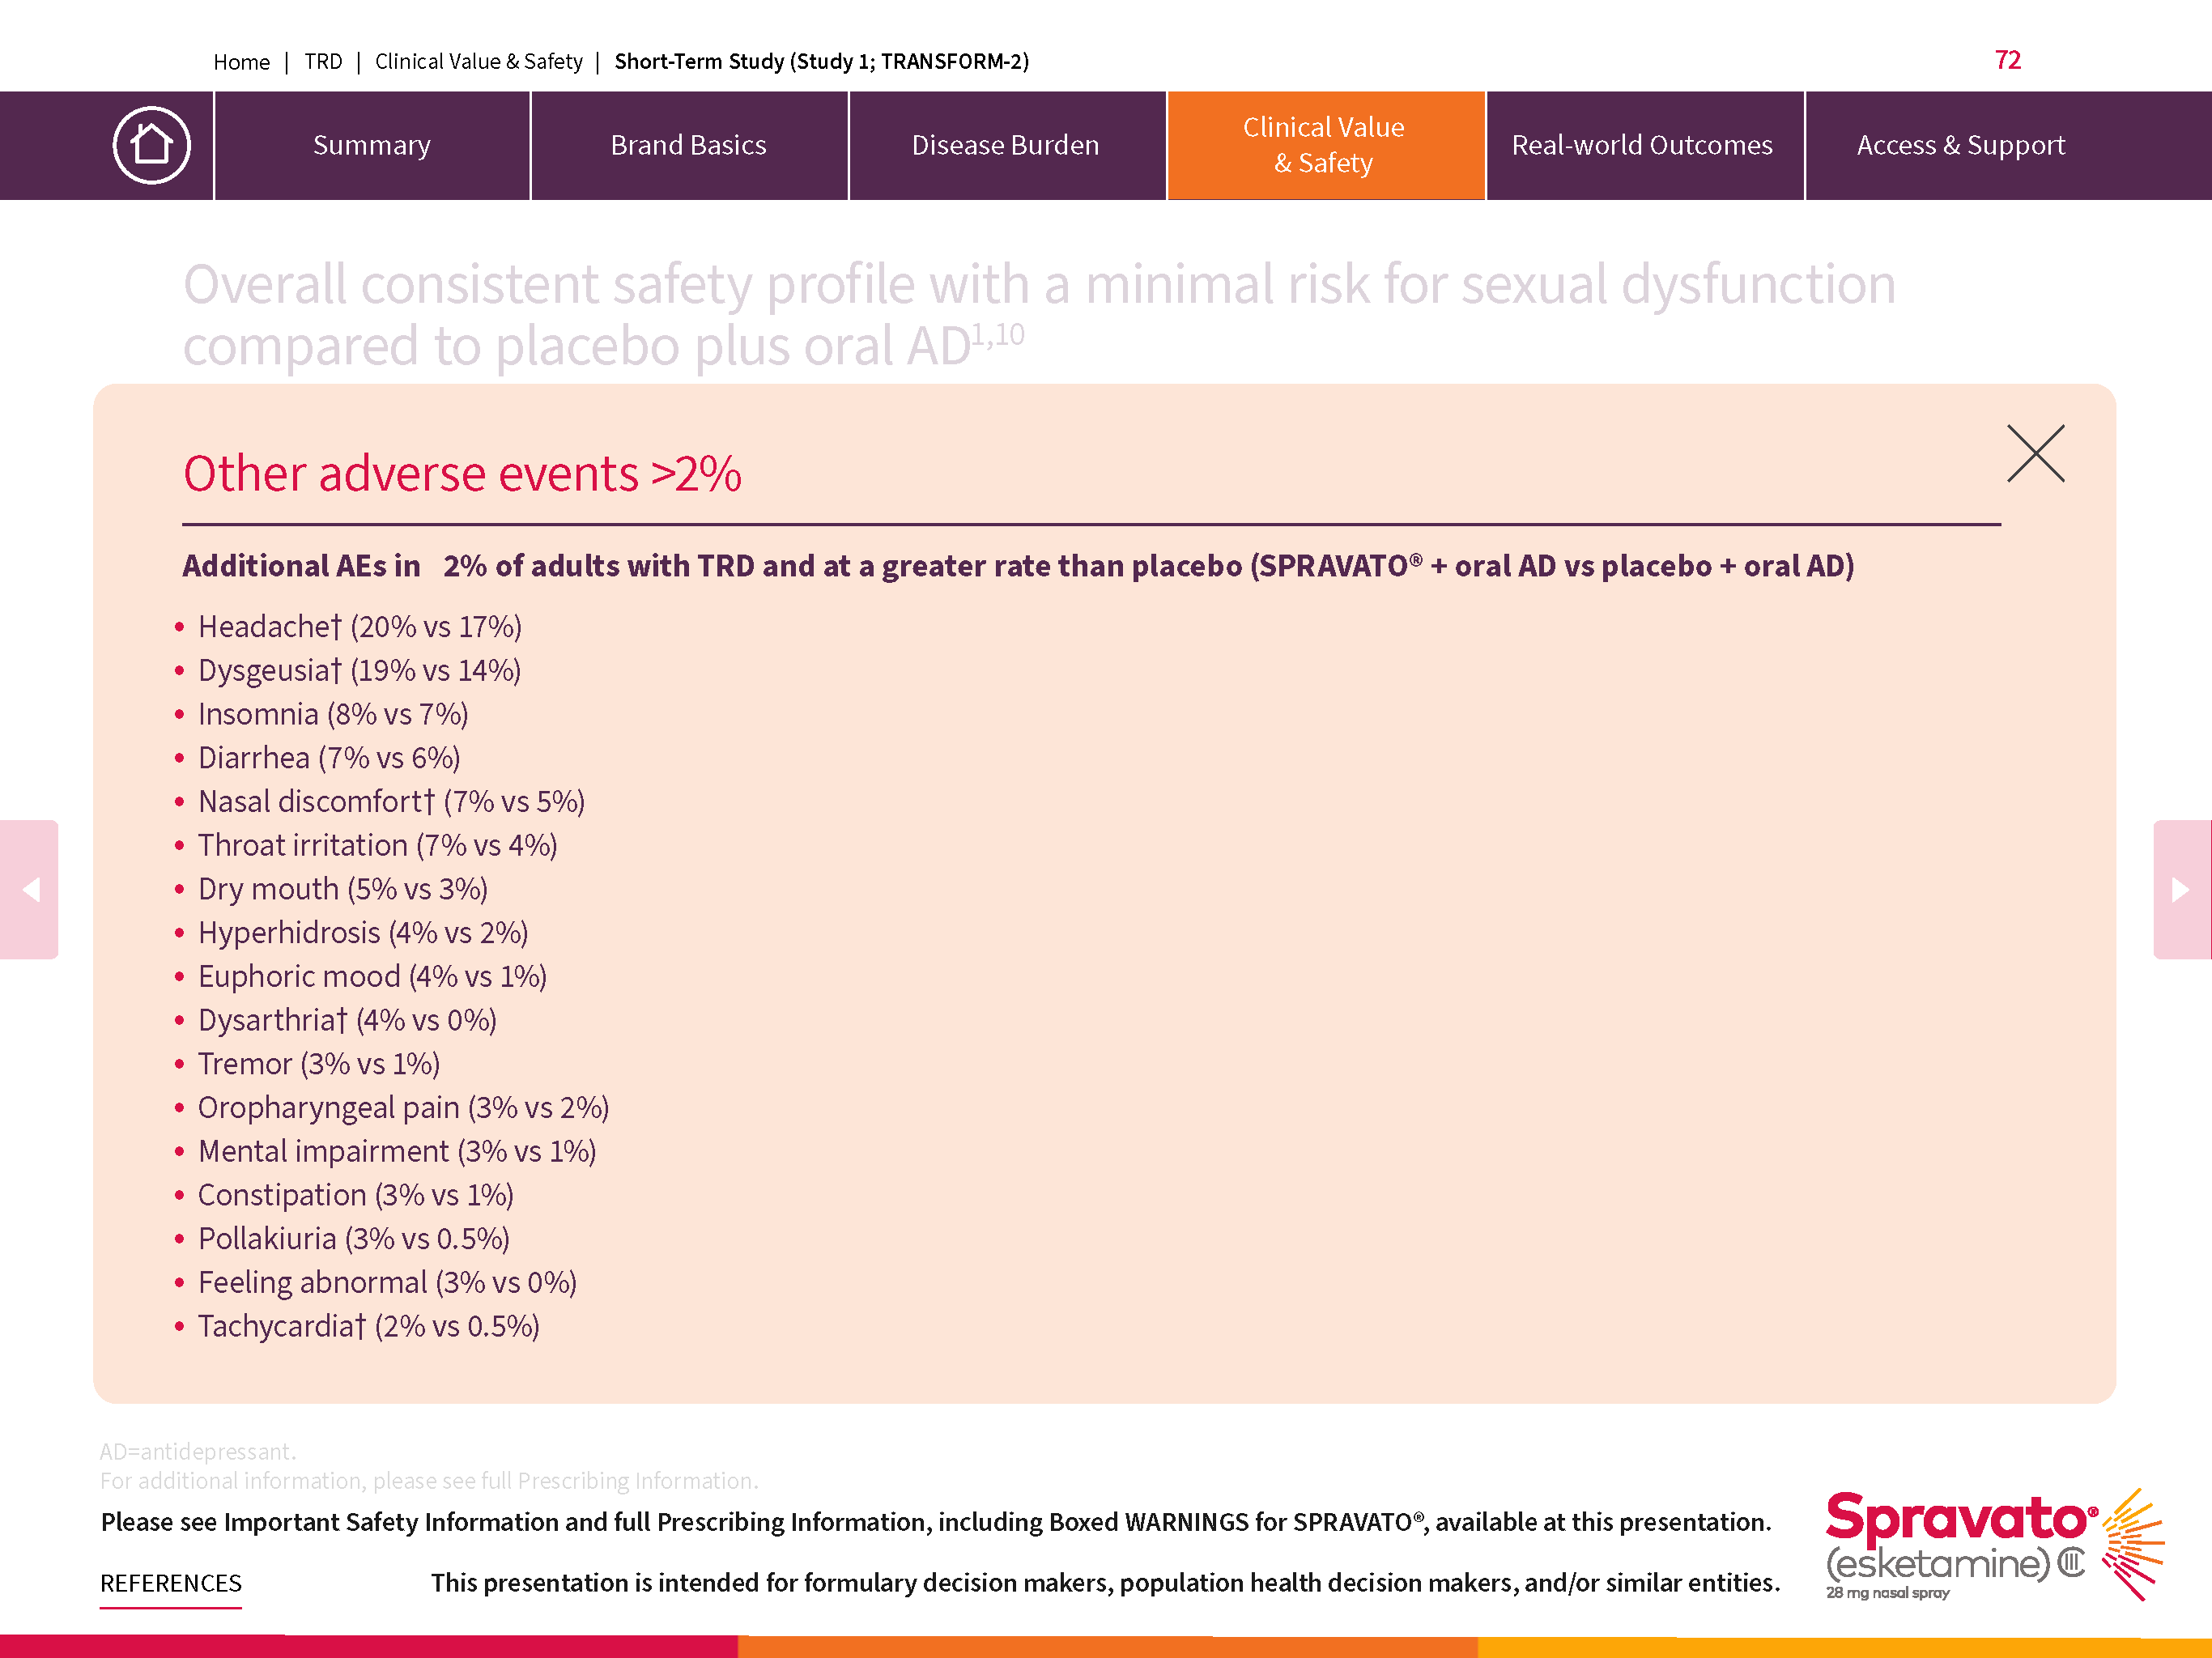 Home | TRD | Clinical Value & Safety | Short-Term Study (Study 1; TRANSFORM-2)
72
Summary
Brand Basics
Disease Burden
Clinical Value
& Safety
Real-world Outcomes
Access & Support
Overall consistent safety profile with a minimal risk for sexual dysfunction
compared to placebo plus oral AD1,10
Other adverse events >2%
Additional AEs in 2% of adults with TRD and at a greater rate than placebo (SPRAVATO® + oral AD vs placebo + oral AD)
• Headache† (20% vs 17%)
• Dysgeusia† (19% vs 14%)
• Insomnia (8% vs 7%)
• Diarrhea (7% vs 6%)
• Nasal discomfort† (7% vs 5%)
• Throat irritation (7% vs 4%)
• Dry mouth (5% vs 3%)
• Hyperhidrosis (4% vs 2%)
• Euphoric mood (4% vs 1%)
• Dysarthria† (4% vs 0%)
• Tremor (3% vs 1%)
• Oropharyngeal pain (3% vs 2%)
• Mental impairment (3% vs 1%)
• Constipation (3% vs 1%)
• Pollakiuria (3% vs 0.5%)
• Feeling abnormal (3% vs 0%)
• Tachycardia† (2% vs 0.5%)
AD=antidepressant.
For additional information, please see full Prescribing Information.
Please see Important Safety Information and full Prescribing Information, including Boxed WARNINGS for SPRAVATO®, available at this presentation.
REFERENCES
This presentation is intended for formulary decision makers, population health decision makers, and/or similar entities.
Spravato®
(esketamine) CIII
28 mg nasal spray